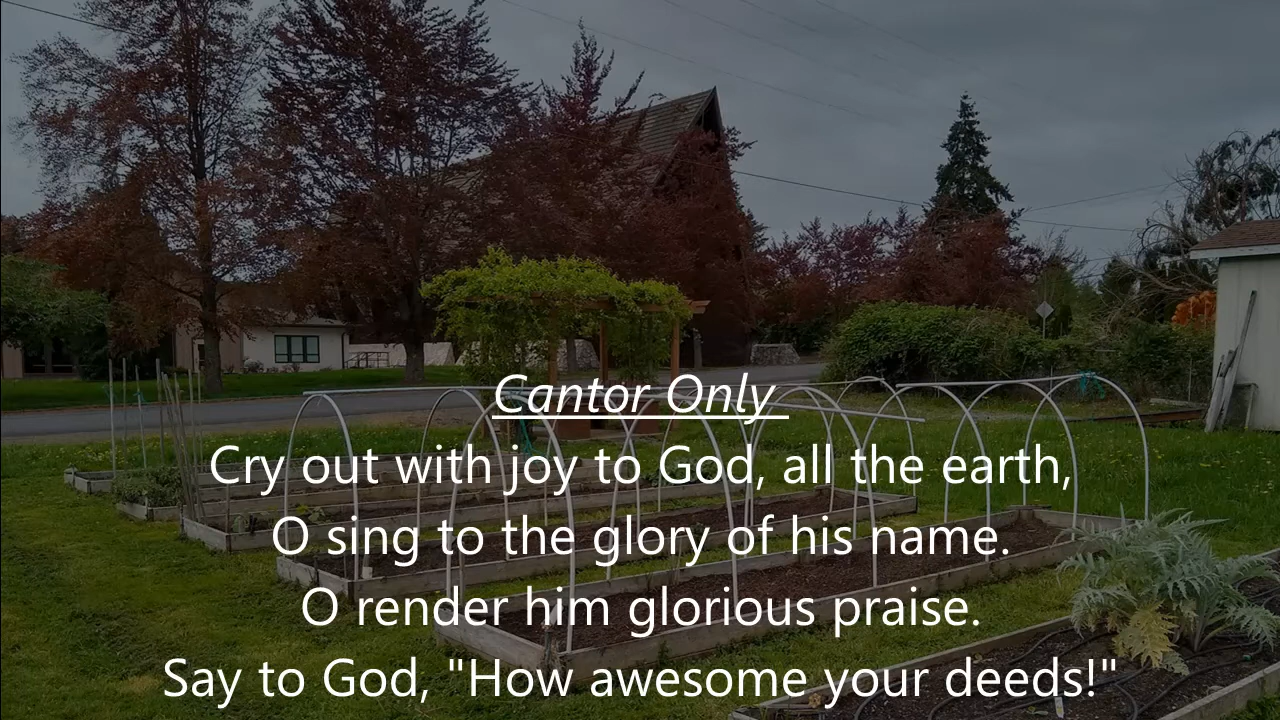 Cantor Only
Cry out with joy to God, all the earth,
O sing to the glory of his name.
O render him glorious praise.
Say to God, "How awesome your deeds!"